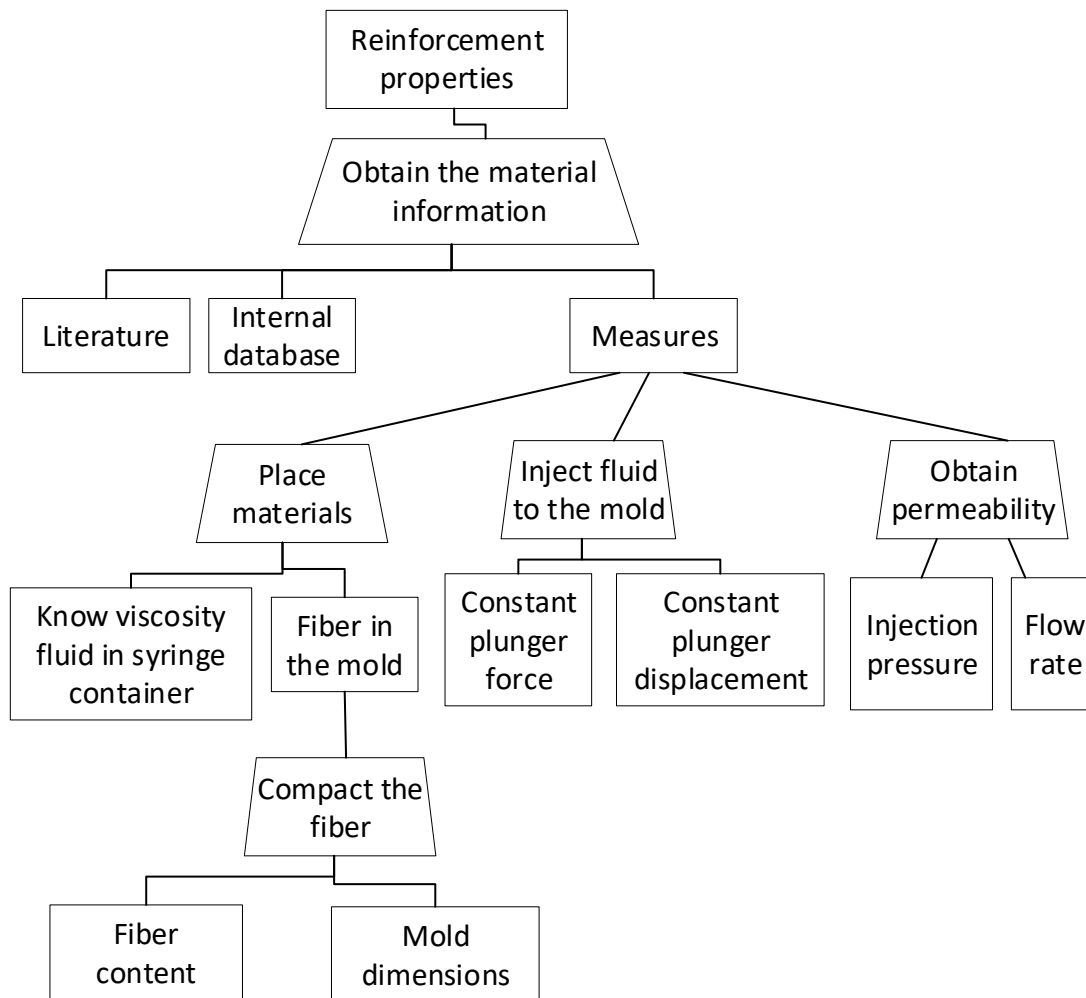 Reinforcement
properties
Obtain the material
information
Literature
Internal
database
Measures
Place
materials
Inject fluid
to the mold
Obtain
permeability
Know viscosity
fluid in syringe
container
Fiber in
the mold
Constant
plunger
force
Constant
plunger
displacement
Injection
pressure
Flow
rate
Compact the
fiber
Fiber
content
Mold
dimensions